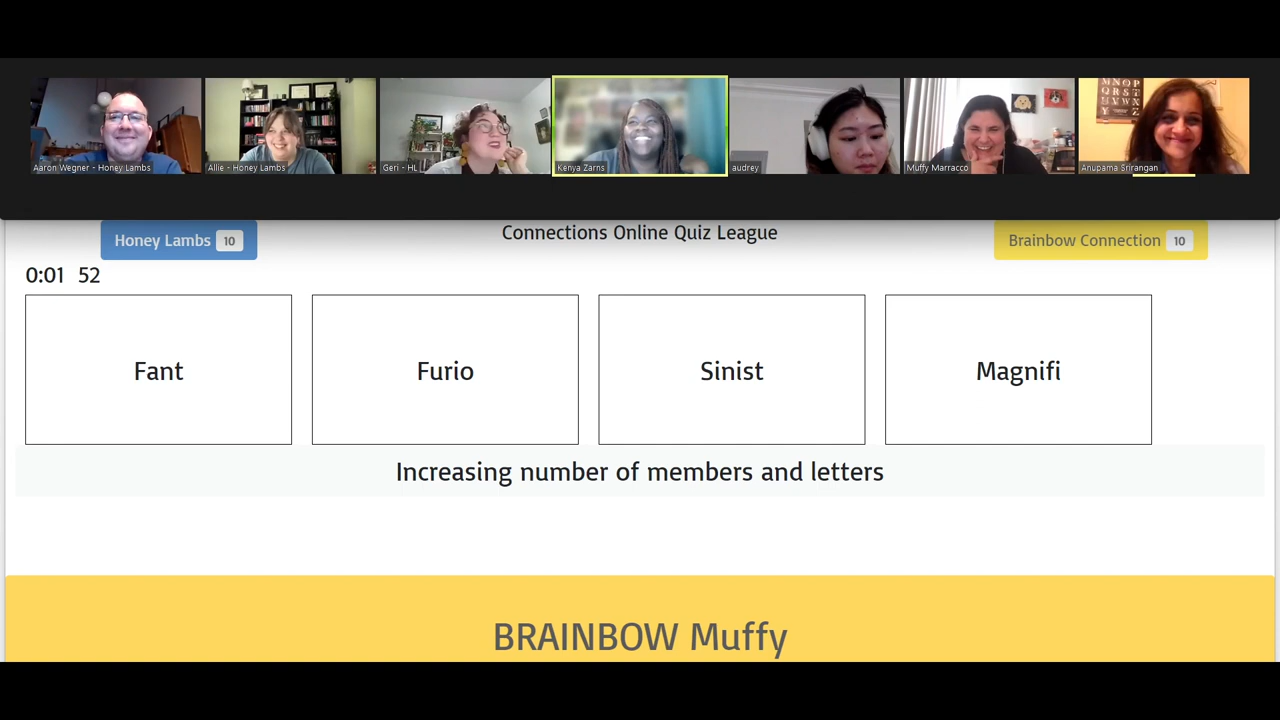 Aaron Wegner - Honey Lambs
Allie - Honey Lambs
Geri - HL
Kenya Zarns
audrey
Muffy Marracco
Anupama Srirangan
M N O
P Q R S
T V W X
Y Z
Honey Lambs 10
Connections Online Quiz League
Brainbow Connection 10
0:01 52
Fant
Furio
Sinist
Magnifi
Increasing number of members and letters
BRAINBOW Muffy